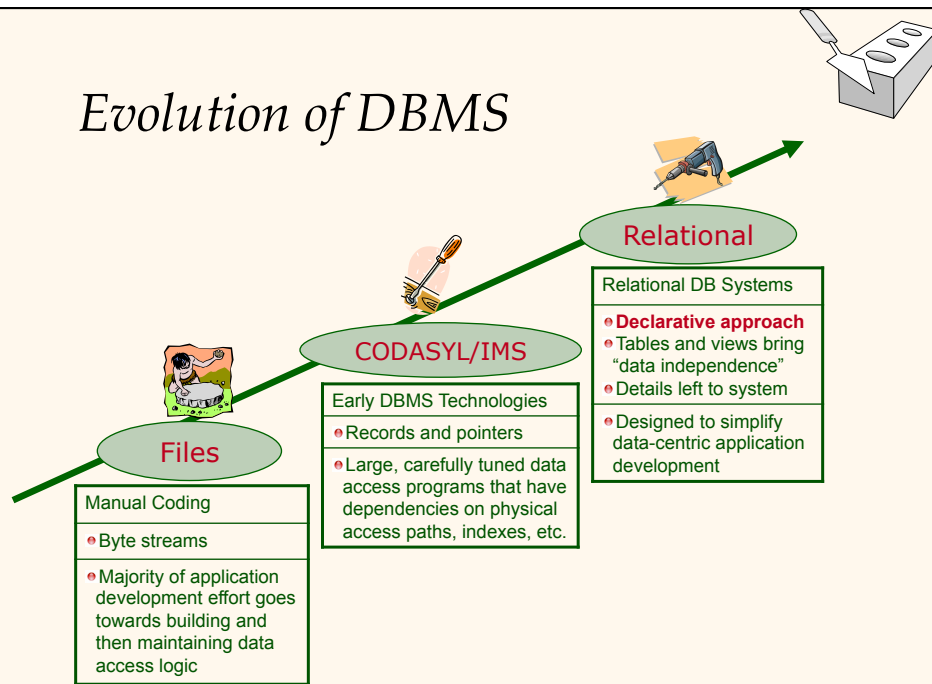 Evolution of DBMS
Files
Manual Coding
Byte streams
Majority of application
development effort goes
towards building and
then maintaining data
access logic
CODASYL/IMS
Early DBMS Technologies
Records and pointers
Large, carefully tuned data
access programs that have
dependencies on physical
access paths, indexes, etc.
Relational
Relational DB Systems
Declarative approach
Tables and views bring
“data independence”
Details left to system
Designed to simplify
data-centric application
development